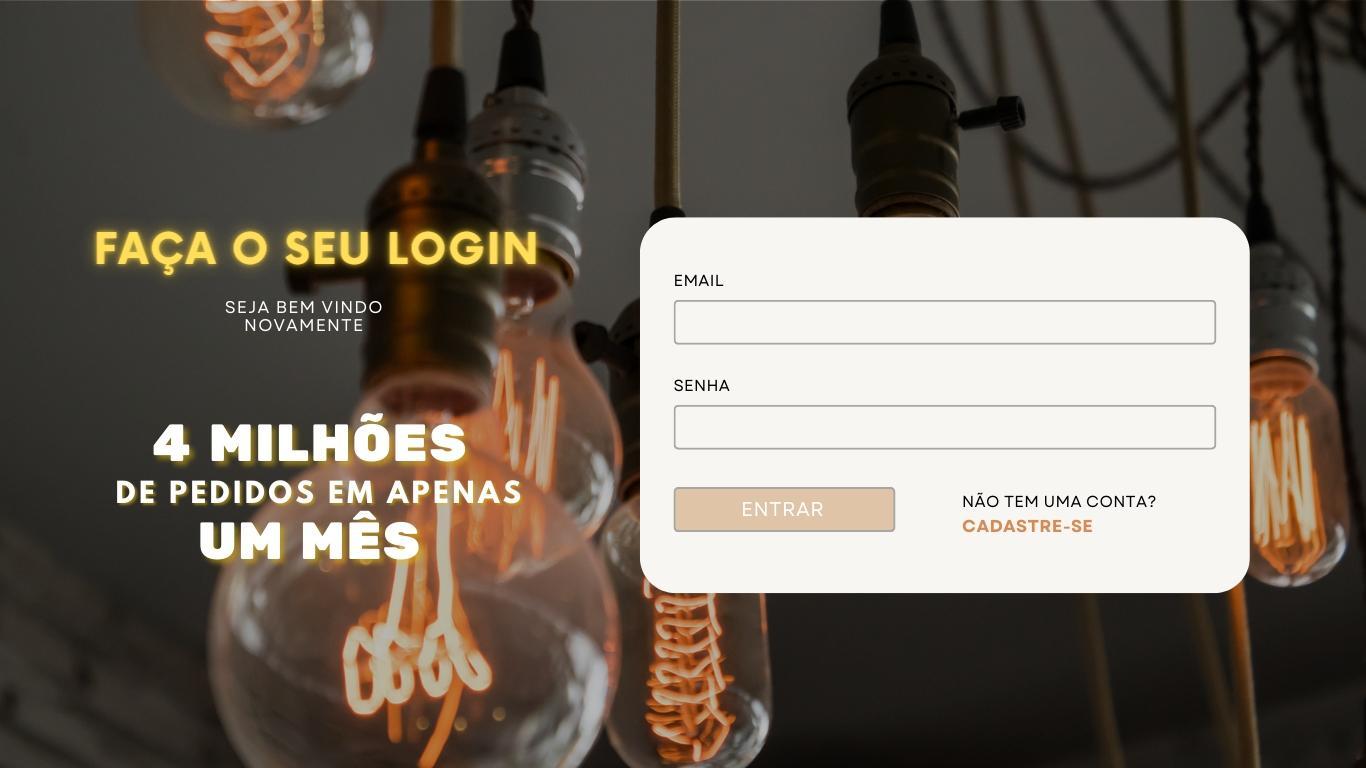 FAÇA O SEU LOGIN
SEJA BEM VINDO
NOVAMENTE
4 MILHÕES
DE PEDIDOS EM APENAS
UM MÊS
EMAIL
SENHA
ENTRAR
NÃO TEM UMA CONTA?
CADASTRE-SE